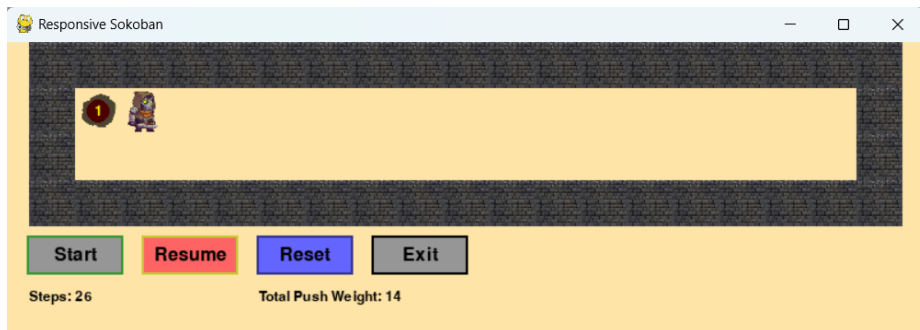 Responsive Sokoban
1
Start Resume Reset Exit
Steps: 26 Total Push Weight: 14